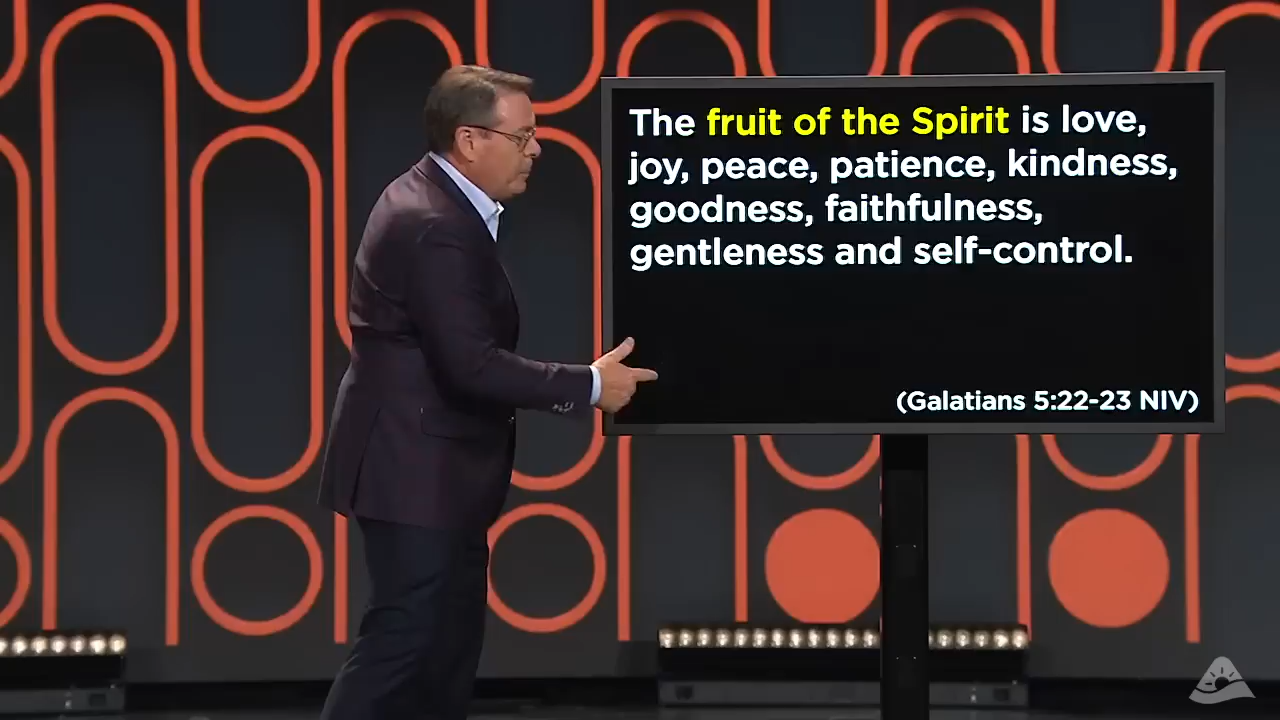 The fruit of the Spirit is love,
joy, peace, patience, kindness,
goodness, faithfulness,
gentleness and self-control.
(Galatians 5:22-23 NIV)